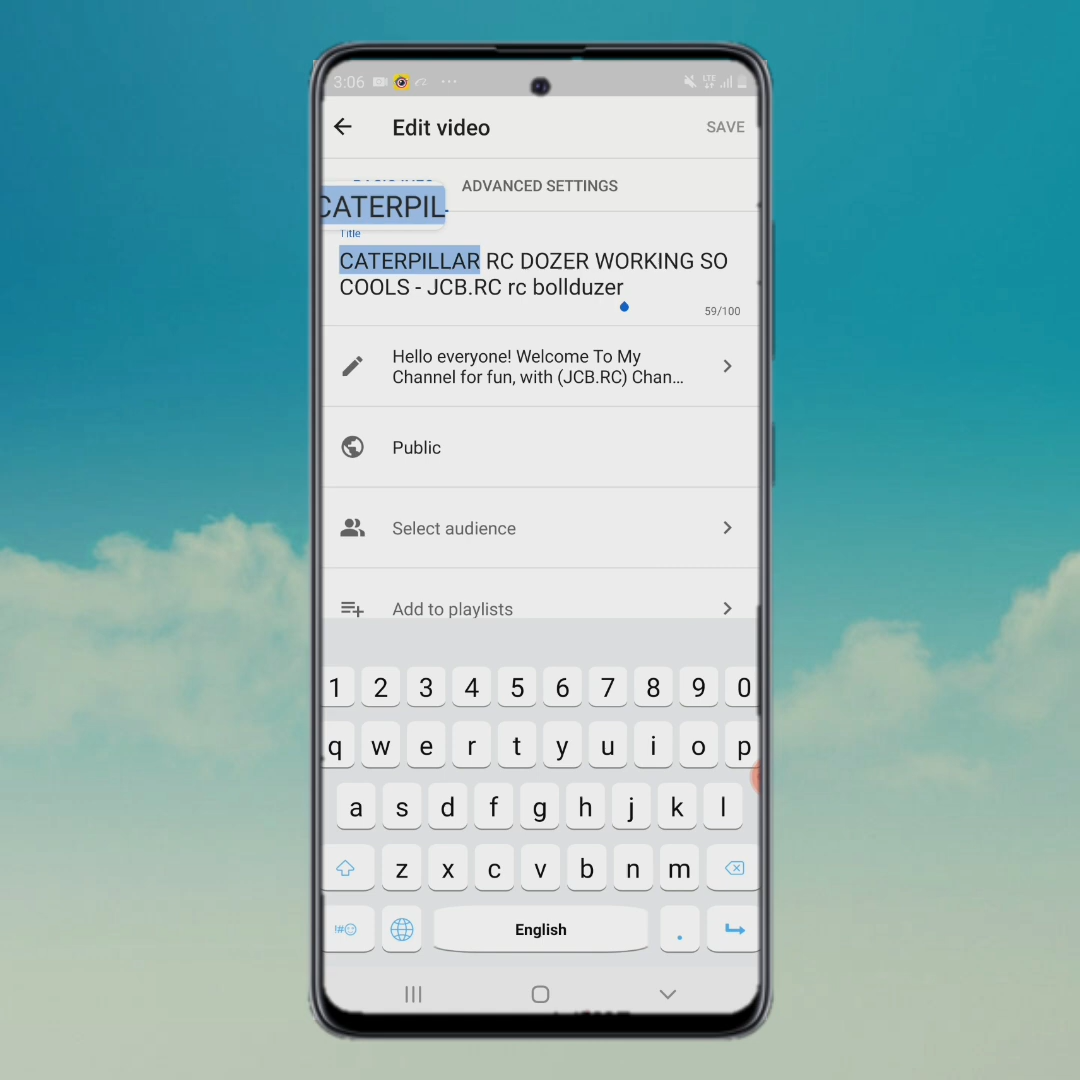 3:06
LTE
Edit video
SAVE
ADVANCED SETTINGS
CATERPIL
Title
CATERPILLAR RC DOZER WORKING SO
COOLS - JCB.RC rc bollduzer
59/100
Hello everyone! Welcome To My
Channel for fun, with (JCB.RC) Chan...
Public
Select audience
Add to playlists
1 2 3 4 5 6 7 8 9 0
q w e r t y u i o p
a s d f g h j k l
z x c v b n m
!#☺ English .